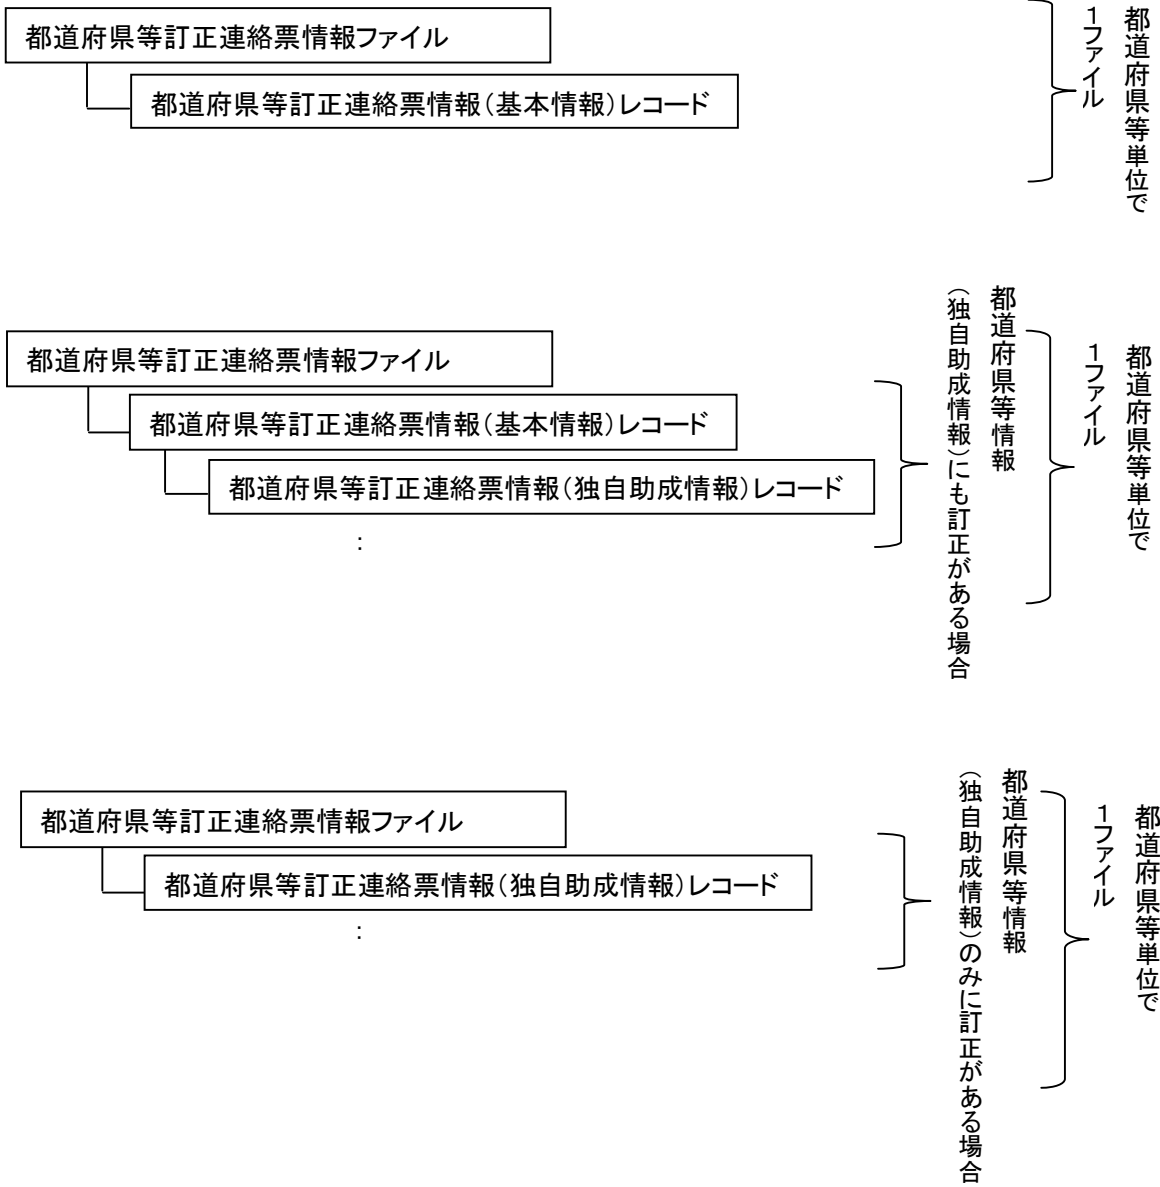 都道府県等訂正連絡票情報ファイル
都道府県等訂正連絡票情報(基本情報)レコード
都道府県等単位で
1ファイル
都道府県等訂正連絡票情報ファイル
都道府県等訂正連絡票情報(基本情報)レコード
都道府県等訂正連絡票情報(独自助成情報)レコード
:
都道府県等情報
(独自助成情報)にも訂正がある場合
都道府県等単位で
1ファイル
都道府県等訂正連絡票情報ファイル
都道府県等訂正連絡票情報(独自助成情報)レコード
:
都道府県等情報
(独自助成情報)のみに訂正がある場合
都道府県等単位で
1ファイル